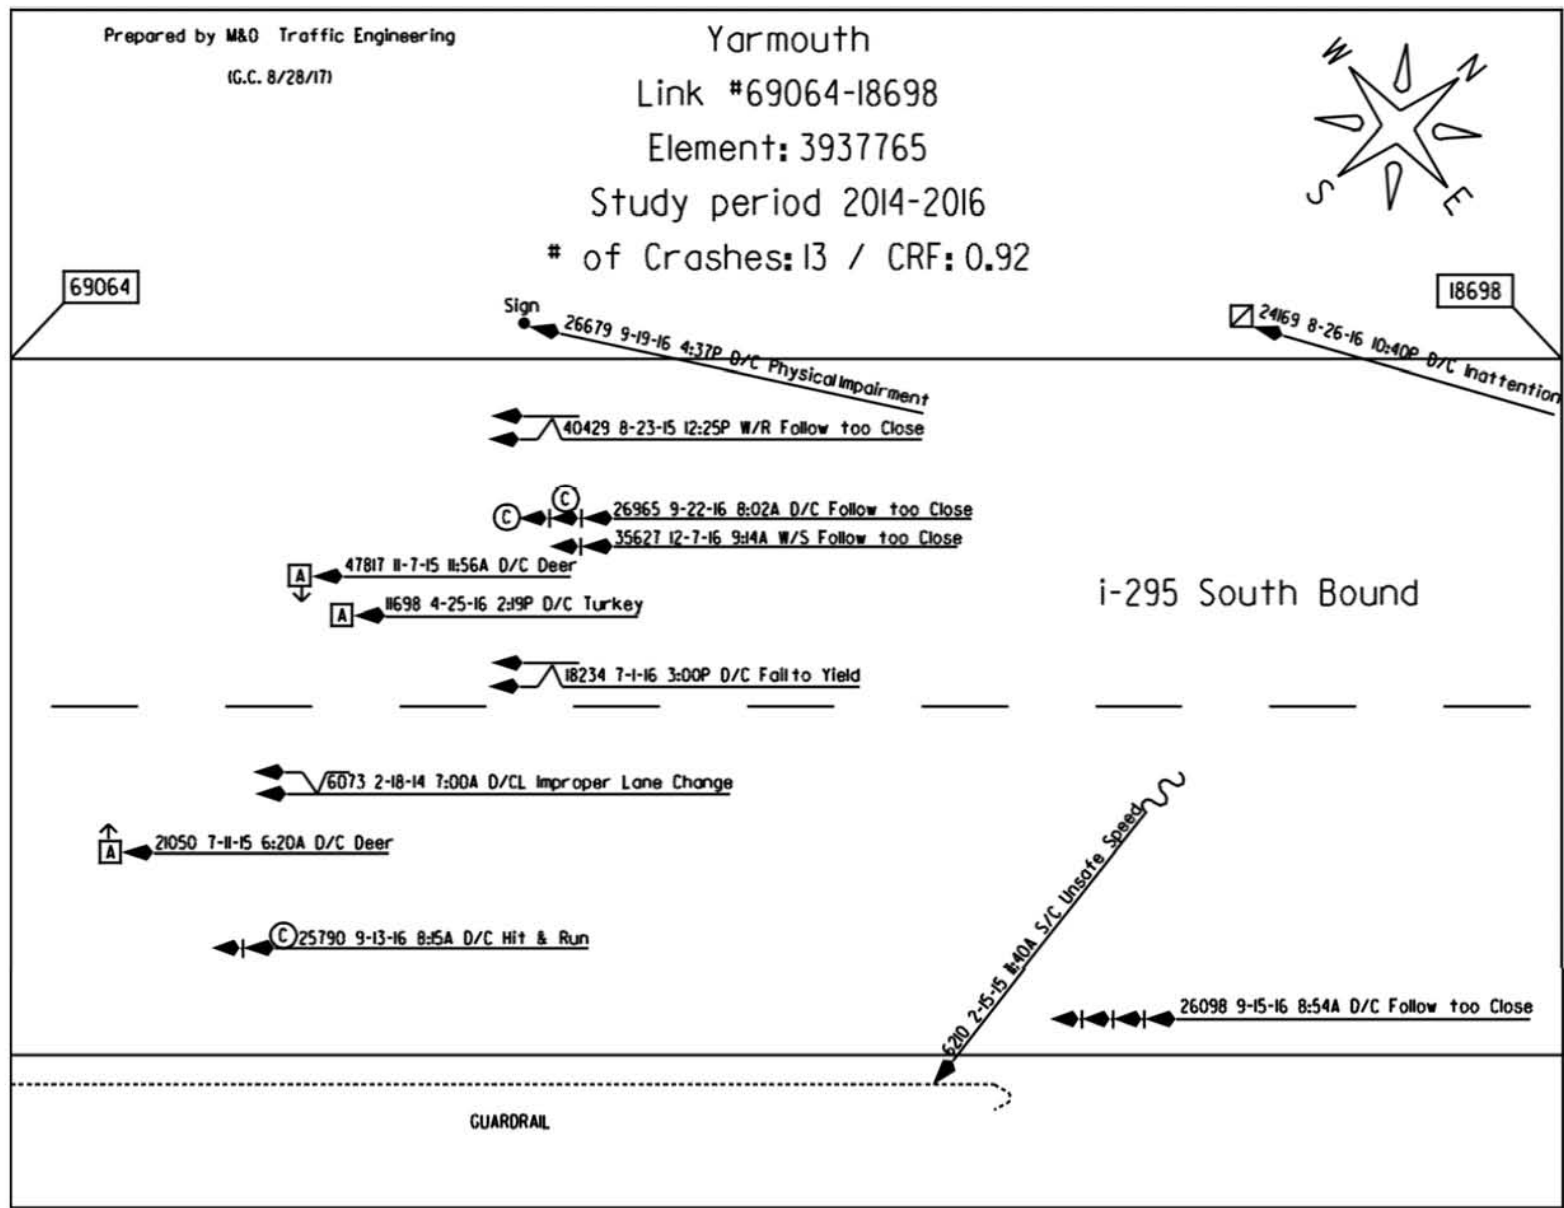 Prepared by M&O Traffic Engineering
(G.C. 8/28/17)
Yarmouth
Link #69064-18698
Element: 3937765
Study period 2014-2016
# of Crashes: 13 / CRF: 0.92
W
N
S
E
69064
18698
Sign
26679 9-19-16 4:37P D/C Physical Impairment
24169 8-26-16 10:40P D/C Inattention
40429 8-23-15 12:25P W/R Follow too Close
C
C
26965 9-22-16 8:02A D/C Follow too Close
35627 12-7-16 9:14A W/S Follow too Close
A
47817 11-7-15 11:56A D/C Deer
A
11698 4-25-16 2:19P D/C Turkey
i-295 South Bound
18234 7-1-16 3:00P D/C Fail to Yield
6073 2-18-14 7:00A D/CL Improper Lane Change
A
21050 7-11-15 6:20A D/C Deer
C
25790 9-13-16 8:15A D/C Hit & Run
6210 2-15-15 11:40A S/C Unsafe Speed
26098 9-15-16 8:54A D/C Follow too Close
GUARDRAIL